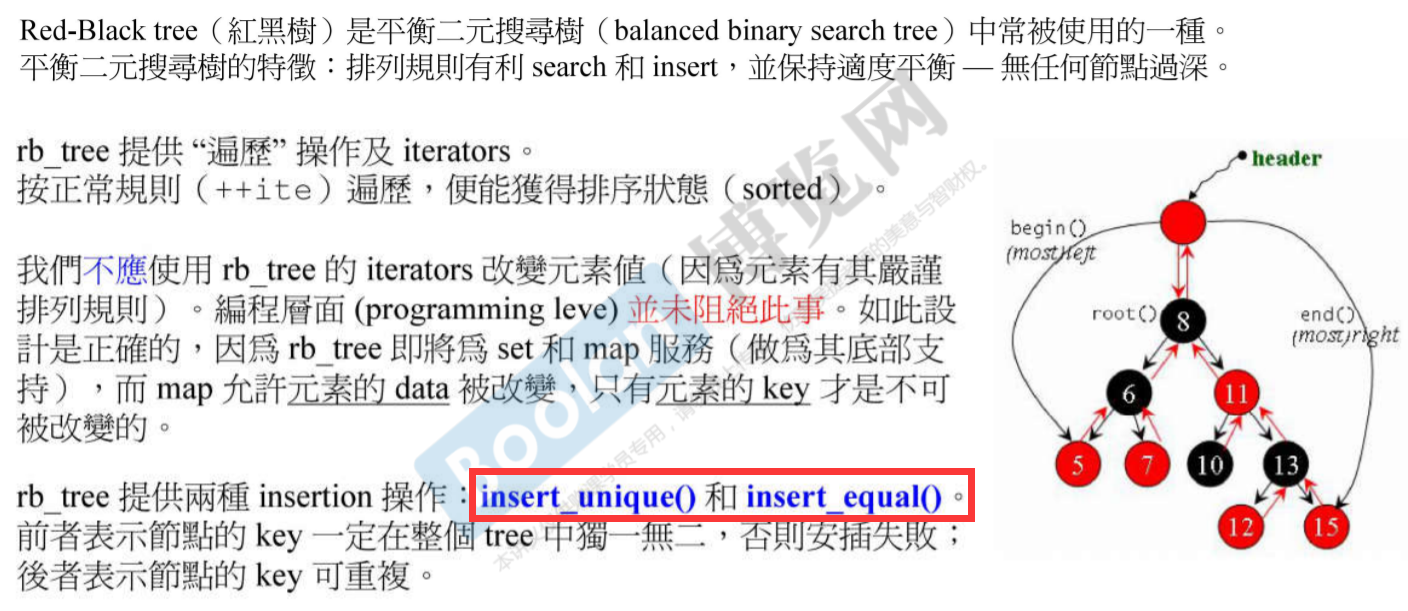 Red-Black tree（紅黑樹）是平衡二元搜尋樹（balanced binary search tree）中常被使用的一種。
平衡二元搜尋樹的特徵：排列規則有利 search 和 insert，並保持適度平衡 — 無任何節點過深。
rb_tree 提供 “遍歷” 操作及 iterators。
按正常規則（++ite）遍歷，便能獲得排序狀態（sorted）。
我們不應使用 rb_tree 的 iterators 改變元素值（因為元素有其嚴謹
排列規則）。編程層面 (programming leve) 並未阻絕此事。如此設
計是正確的，因為 rb_tree 即將為 set 和 map 服務（做為其底部支
持），而 map 允許元素的 data 被改變，只有元素的 key 才是不可
被改變的。
rb_tree 提供兩種 insertion 操作：insert_unique() 和 insert_equal()。
前者表示節點的 key 一定在整個 tree 中獨一無二，否則安插失敗；
後者表示節點的 key 可重複。
header
begin()
(most)left
root()
end()
(most)right
8
6
11
5
7
10
13
12
15
Boolan
博览网